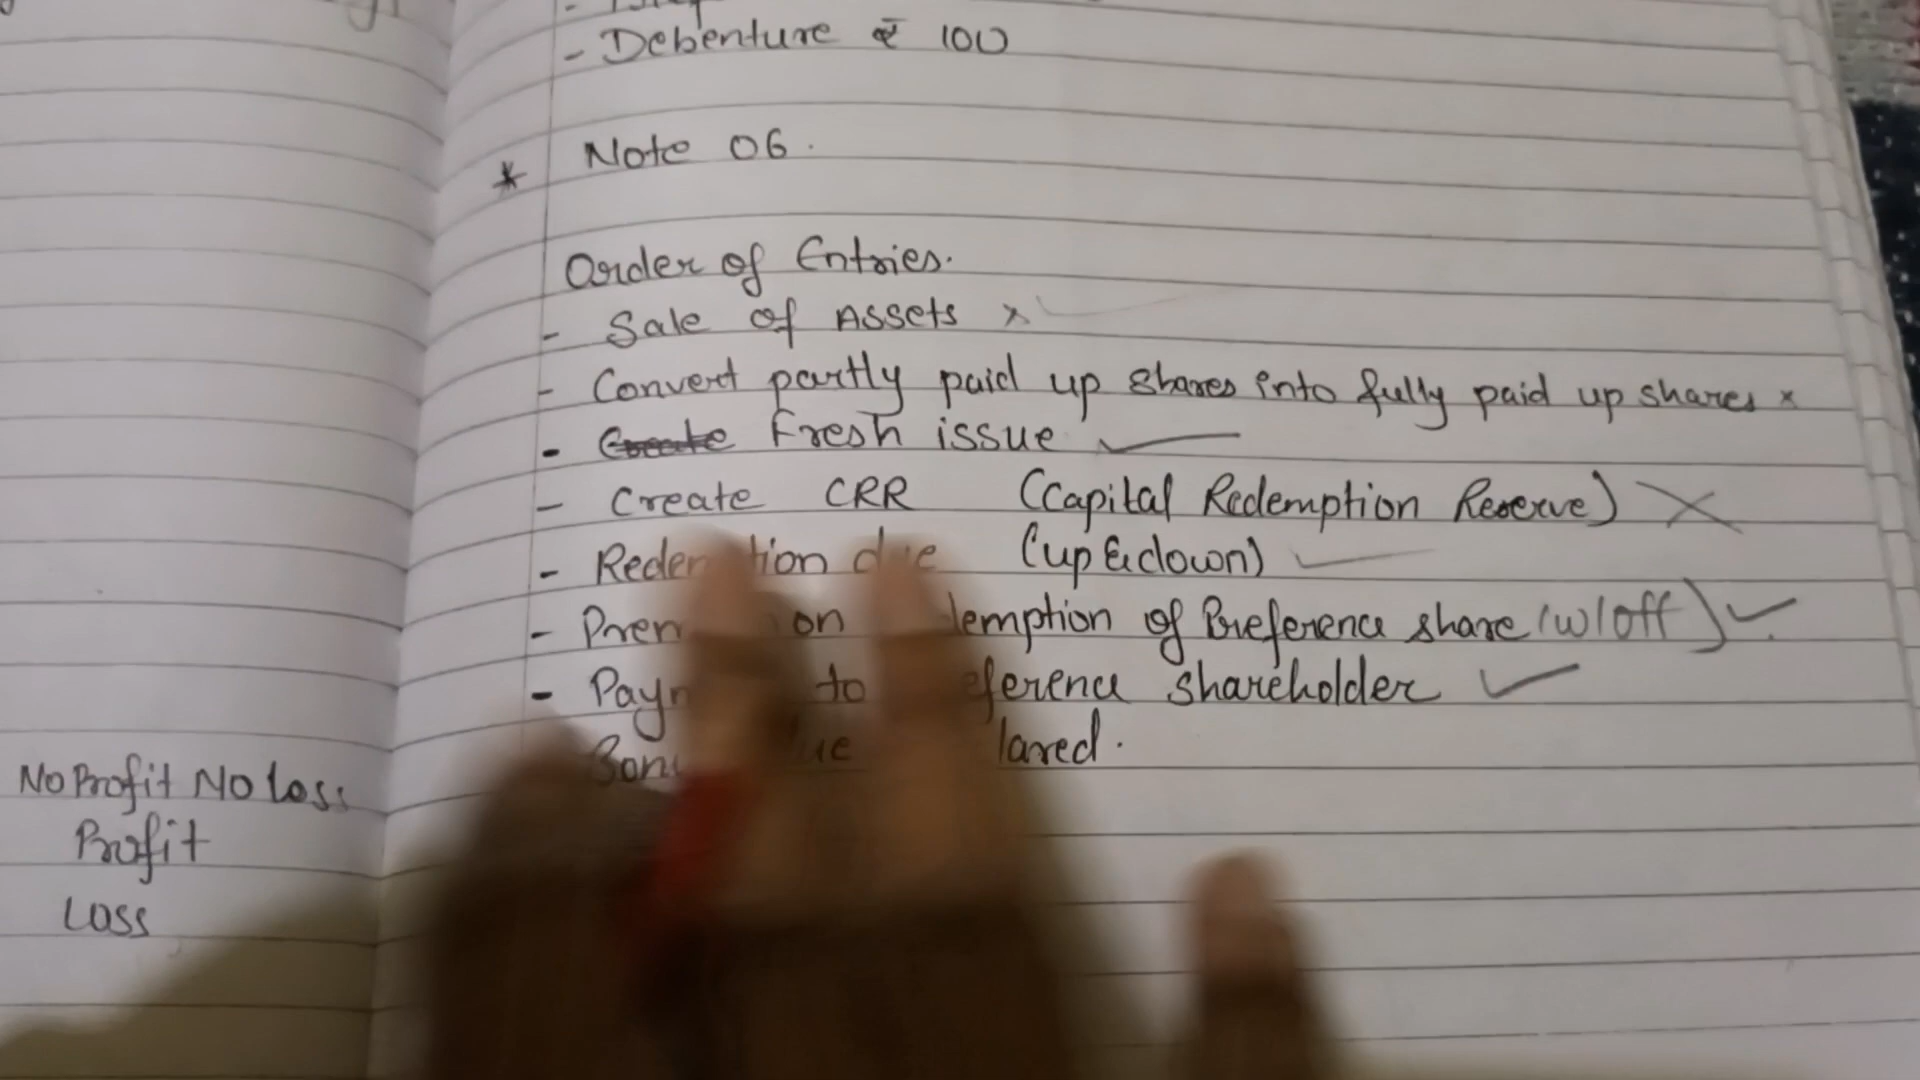 No Profit No Loss
Profit
Loss
- Debenture ₹ 100
* Note 06.
Order of Entries.
- Sale of Assets ×
- Convert partly paid up shares into fully paid up shares ×
- Create Fresh issue ✓
- Create CRR (Capital Redemption Reserve) ×
- due (up & down) ✓
- on of Preference share (w/off) ✓
- to shareholder ✓